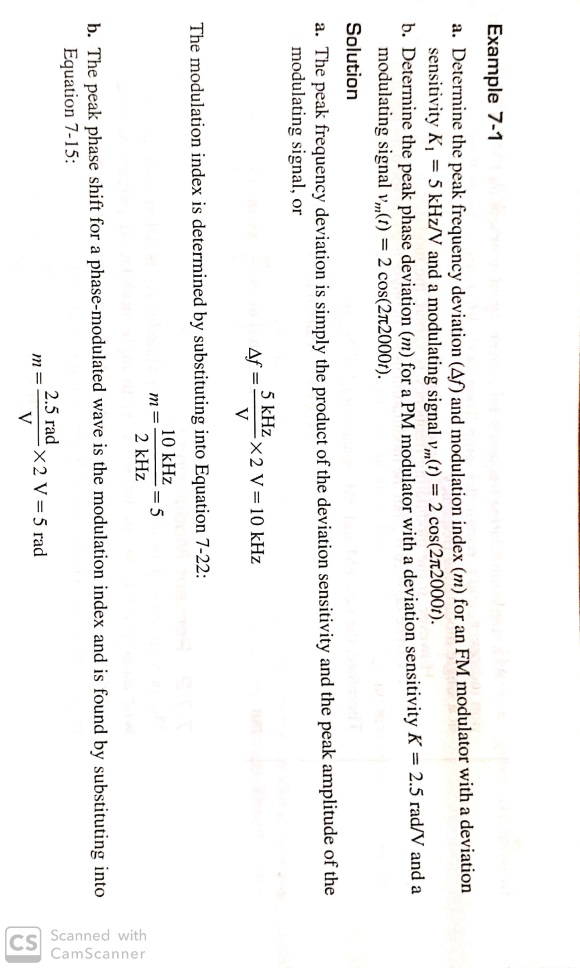 Example 7-1
a. Determine the peak frequency deviation (Δf) and modulation index (m) for an FM modulator with a deviation
sensitivity K₁ = 5 kHz/V and a modulating signal vₘ(t) = 2 cos(2π2000t).
b. Determine the peak phase deviation (m) for a PM modulator with a deviation sensitivity K = 2.5 rad/V and a
modulating signal vₘ(t) = 2 cos(2π2000t).
Solution
a. The peak frequency deviation is simply the product of the deviation sensitivity and the peak amplitude of the
modulating signal, or
Δf = 5 kHz/V × 2 V = 10 kHz
The modulation index is determined by substituting into Equation 7-22:
m = 10 kHz/2 kHz = 5
b. The peak phase shift for a phase-modulated wave is the modulation index and is found by substituting into
Equation 7-15:
m = 2.5 rad/V × 2 V = 5 rad
CS Scanned with
CamScanner